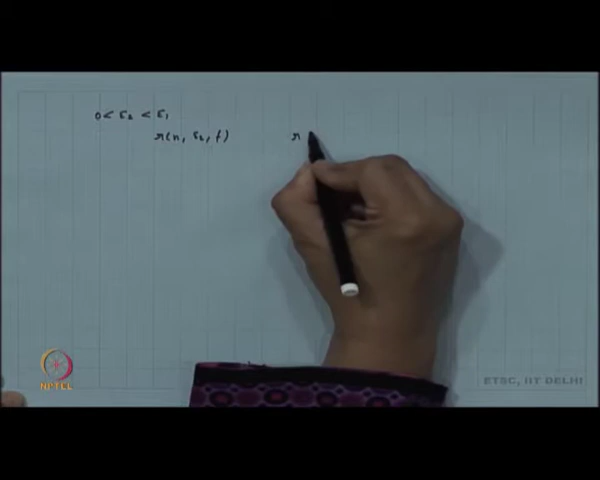 0 < ε₂ < ε₁
r(n, ε₂, f) r
NPTEL
ETSC, IIT DELHI